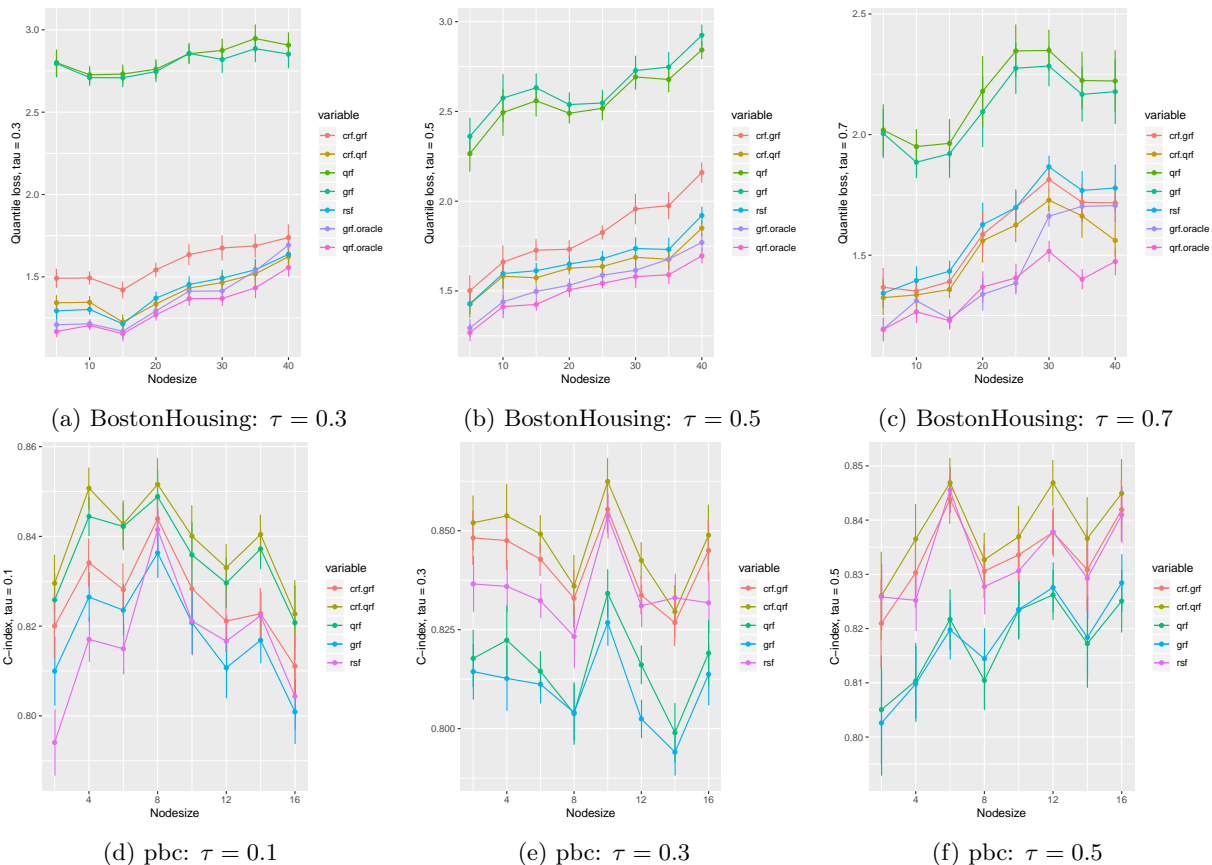 Quantile loss, tau = 0.3
3.0
2.5
2.0
1.5
10
20
30
40
Nodesize
variable
crf.grf
crf.qrf
qrf
grf
rsf
grf.oracle
qrf.oracle
(a) BostonHousing: τ = 0.3
Quantile loss, tau = 0.5
3.0
2.5
2.0
1.5
10
20
30
40
Nodesize
variable
crf.grf
crf.qrf
qrf
grf
rsf
grf.oracle
qrf.oracle
(b) BostonHousing: τ = 0.5
Quantile loss, tau = 0.7
2.5
2.0
1.5
10
20
30
40
Nodesize
variable
crf.grf
crf.qrf
qrf
grf
rsf
grf.oracle
qrf.oracle
(c) BostonHousing: τ = 0.7
C-index, tau = 0.1
0.86
0.84
0.82
0.80
4
8
12
16
Nodesize
variable
crf.grf
crf.qrf
qrf
grf
rsf
(d) pbc: τ = 0.1
C-index, tau = 0.3
0.850
0.825
0.800
4
8
12
16
Nodesize
variable
crf.grf
crf.qrf
qrf
grf
rsf
(e) pbc: τ = 0.3
C-index, tau = 0.5
0.85
0.84
0.83
0.82
0.81
0.80
4
8
12
16
Nodesize
variable
crf.grf
crf.qrf
qrf
grf
rsf
(f) pbc: τ = 0.5